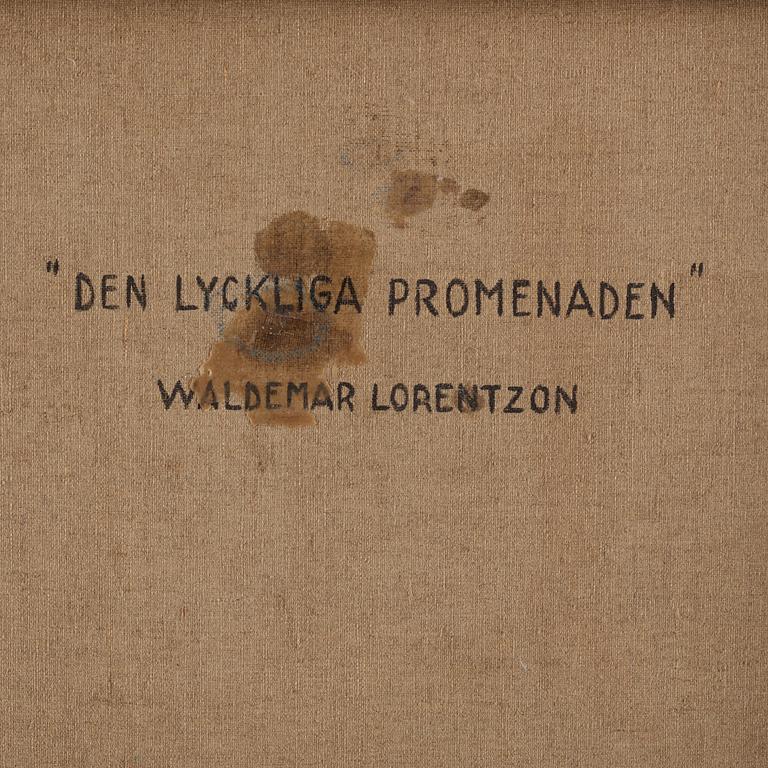 "DEN LYCKLIGA PROMENADEN"
WALDEMAR LORENTZON